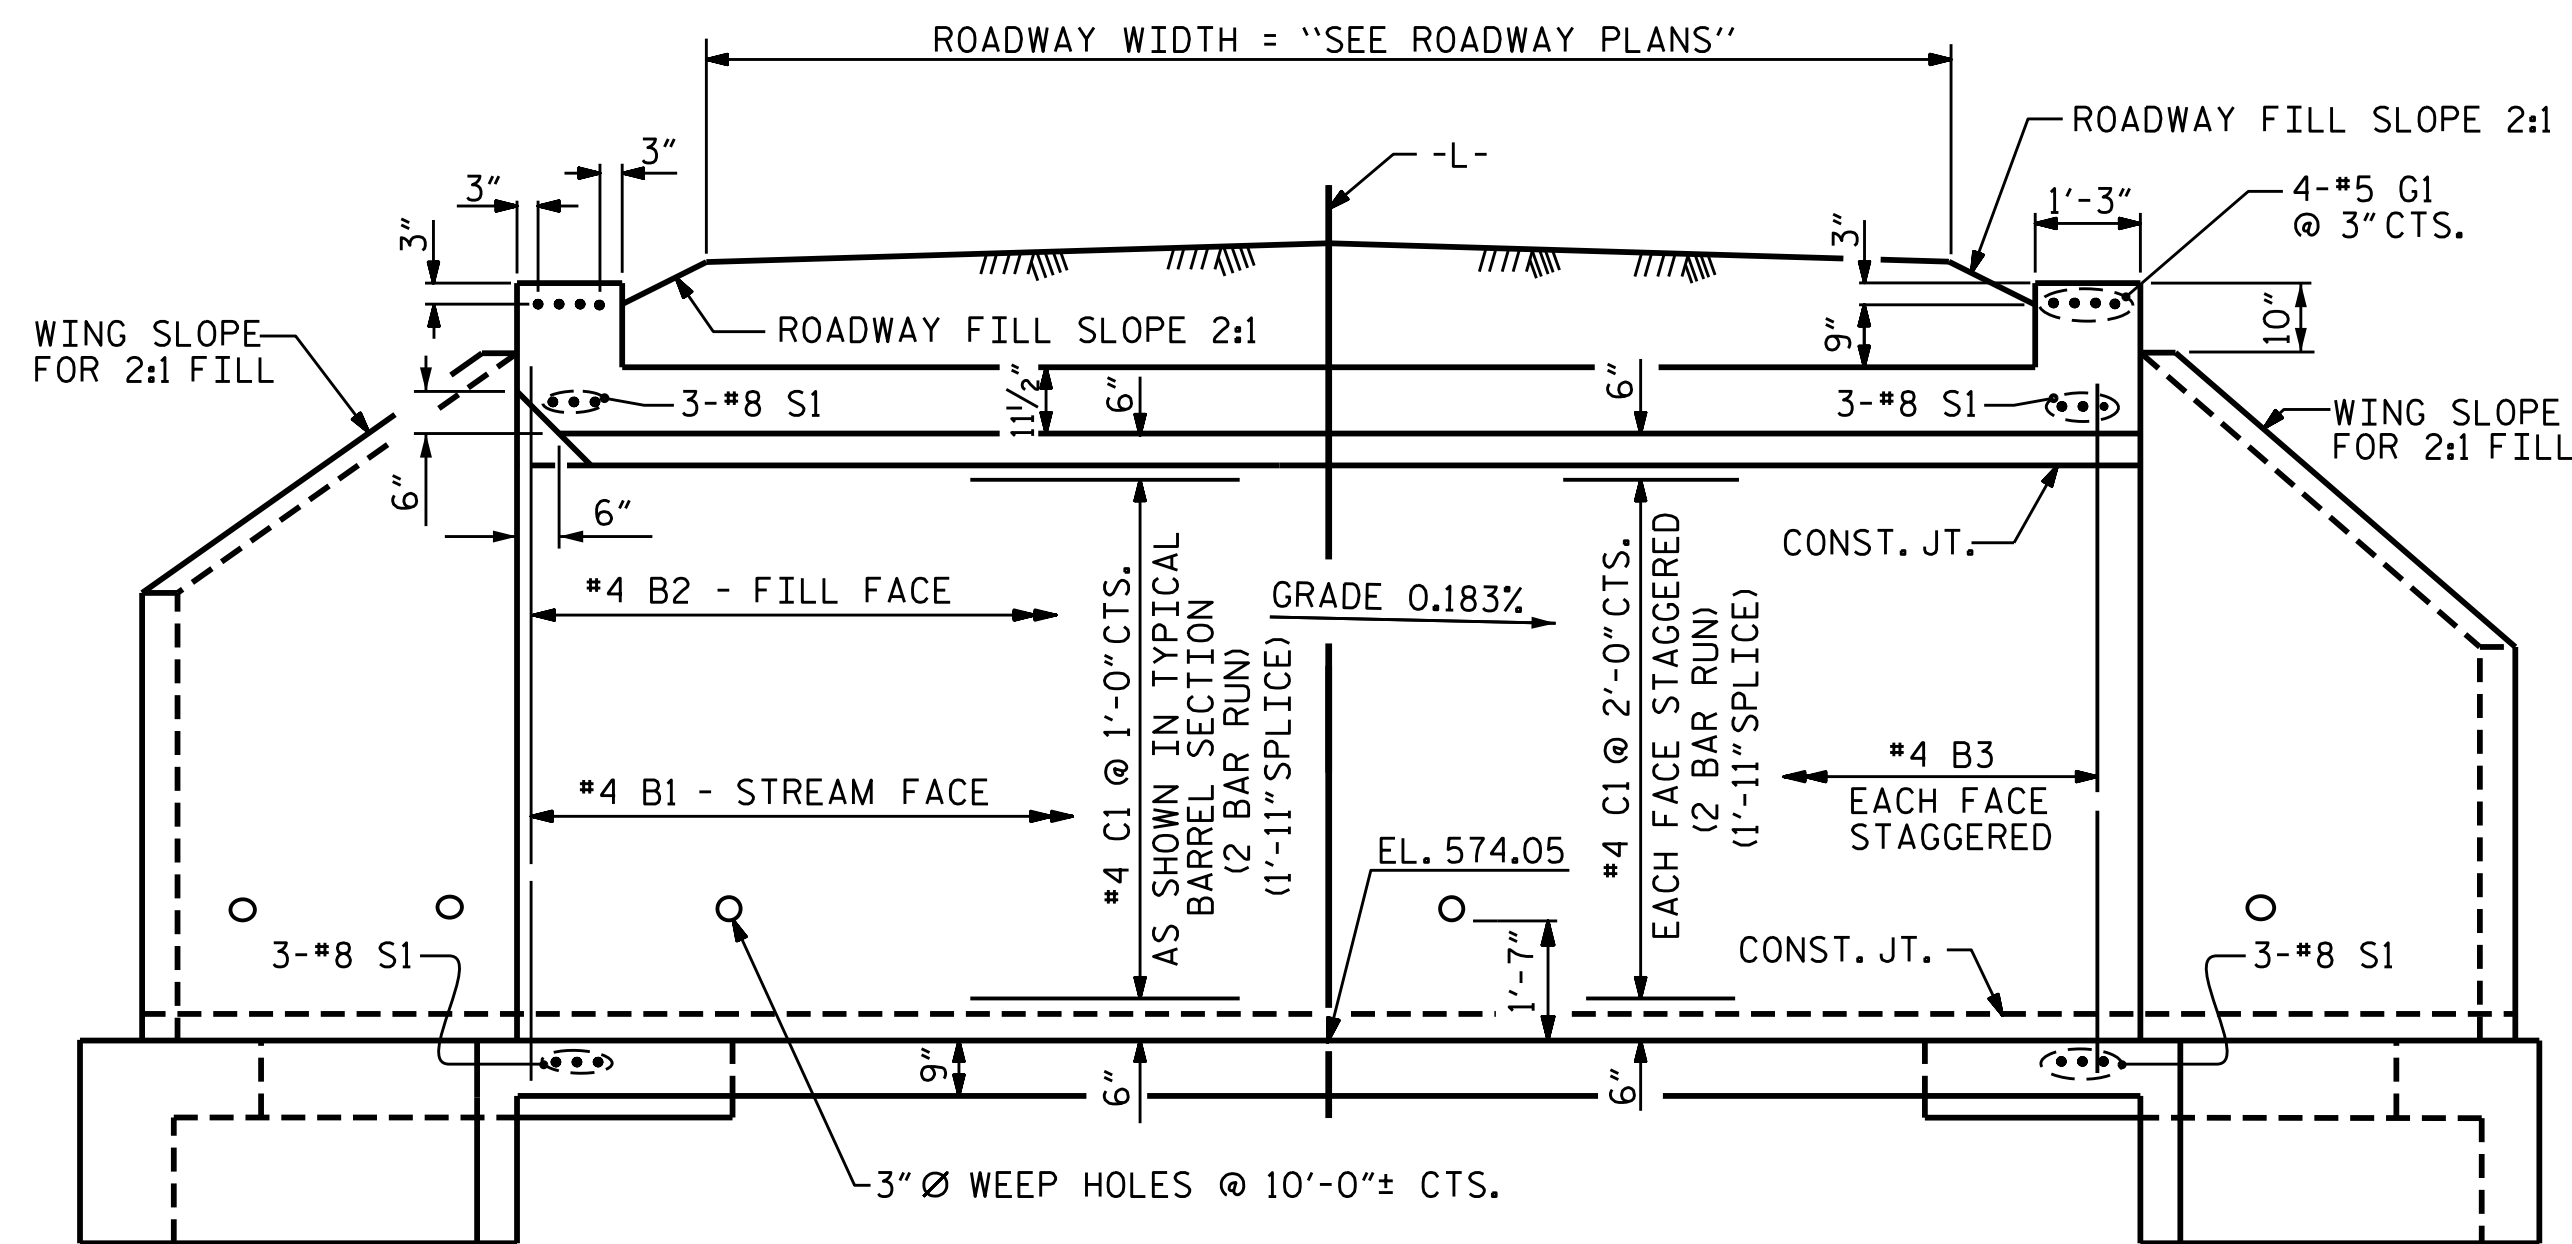 ROADWAY WIDTH = "SEE ROADWAY PLANS"
ROADWAY FILL SLOPE 2:1
-L-
3"
3"
3"
3"
1'-3"
4-#5 G1
@ 3" CTS.
10"
9"
WING SLOPE
FOR 2:1 FILL
ROADWAY FILL SLOPE 2:1
3-#8 S1
11 1/2"
6"
6"
3-#8 S1
WING SLOPE
FOR 2:1 FILL
6"
6"
CONST. JT.
#4 B2 - FILL FACE
GRADE 0.183%
#4 C1 @ 1'-0" CTS.
AS SHOWN IN TYPICAL
BARREL SECTION
(2 BAR RUN)
(1'-11" SPLICE)
#4 C1 @ 2'-0" CTS.
EACH FACE STAGGERED
(2 BAR RUN)
(1'-11" SPLICE)
#4 B1 - STREAM FACE
#4 B3
EACH FACE
STAGGERED
EL. 574.05
3-#8 S1
1'-7"
CONST. JT.
3-#8 S1
9"
6"
6"
3" Ø WEEP HOLES @ 10'-0"± CTS.